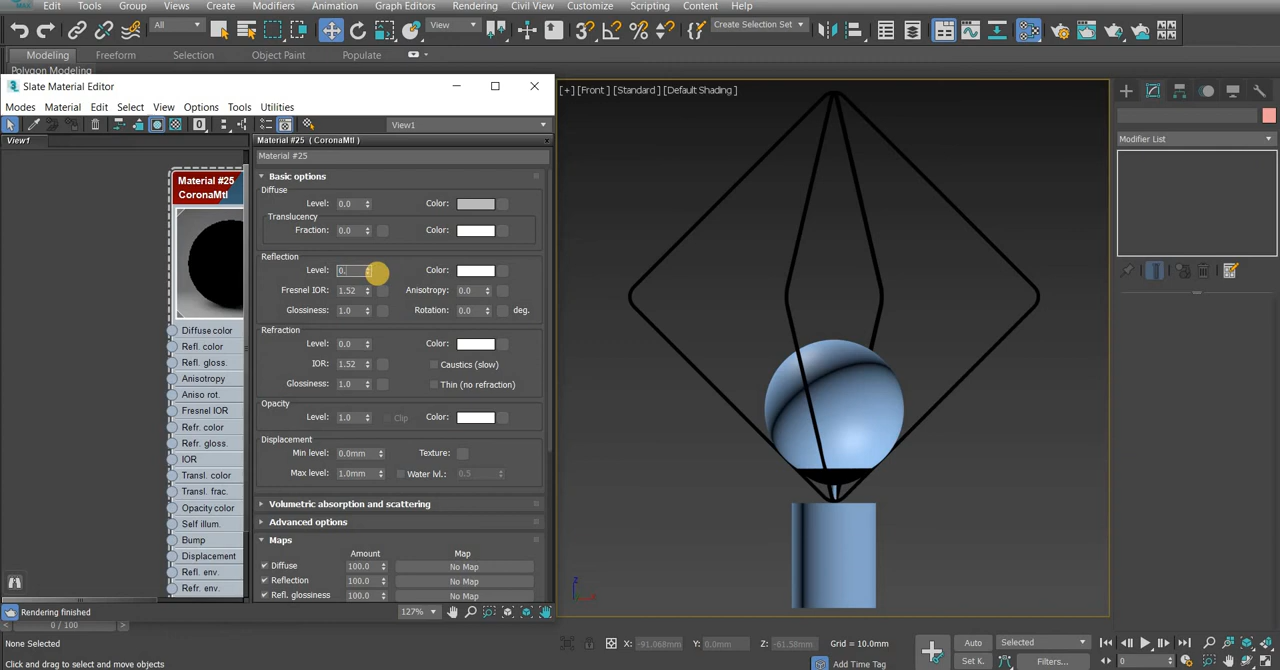 Edit Tools Group Views Create Modifiers Animation Graph Editors Rendering Civil View Customize Scripting Content Help
All View Create Selection Set
Modeling Freeform Selection Object Paint Populate
Polygon Modeling
Slate Material Editor
Modes Material Edit Select View Options Tools Utilities
View1
View1
Material #25 ( CoronaMtl )
Material #25
Material #25
CoronaMtl
Diffuse color
Refl. color
Refl. gloss.
Anisotropy
Aniso rot.
Fresnel IOR
Refr. color
Refr. gloss.
IOR
Transl. color
Transl. frac.
Opacity color
Self illum.
Bump
Displacement
Refl. env.
Refr. env.
Basic options
Diffuse
Level: 0.0 Color:
Translucency
Fraction: 0.0 Color:
Reflection
Level: 0. Color:
Fresnel IOR: 1.52 Anisotropy: 0.0
Glossiness: 1.0 Rotation: 0.0 deg.
Refraction
Level: 0.0 Color:
IOR: 1.52 Caustics (slow)
Glossiness: 1.0 Thin (no refraction)
Opacity
Level: 1.0 Clip Color:
Displacement
Min level: 0.0mm Texture:
Max level: 1.0mm Water lvl.: 0.5
Volumetric absorption and scattering
Advanced options
Maps
Amount Map
Diffuse 100.0 No Map
Reflection 100.0 No Map
Refl. glossiness 100.0 No Map
Rendering finished
127%
[+] [Front ] [Standard ] [Default Shading ]
z
Modifier List
0 / 100
None Selected
Click and drag to select and move objects
X: -91.068mm Y: 0.0mm Z: -61.58mm Grid = 10.0mm
Add Time Tag
Auto Selected
Set K. Filters...
0